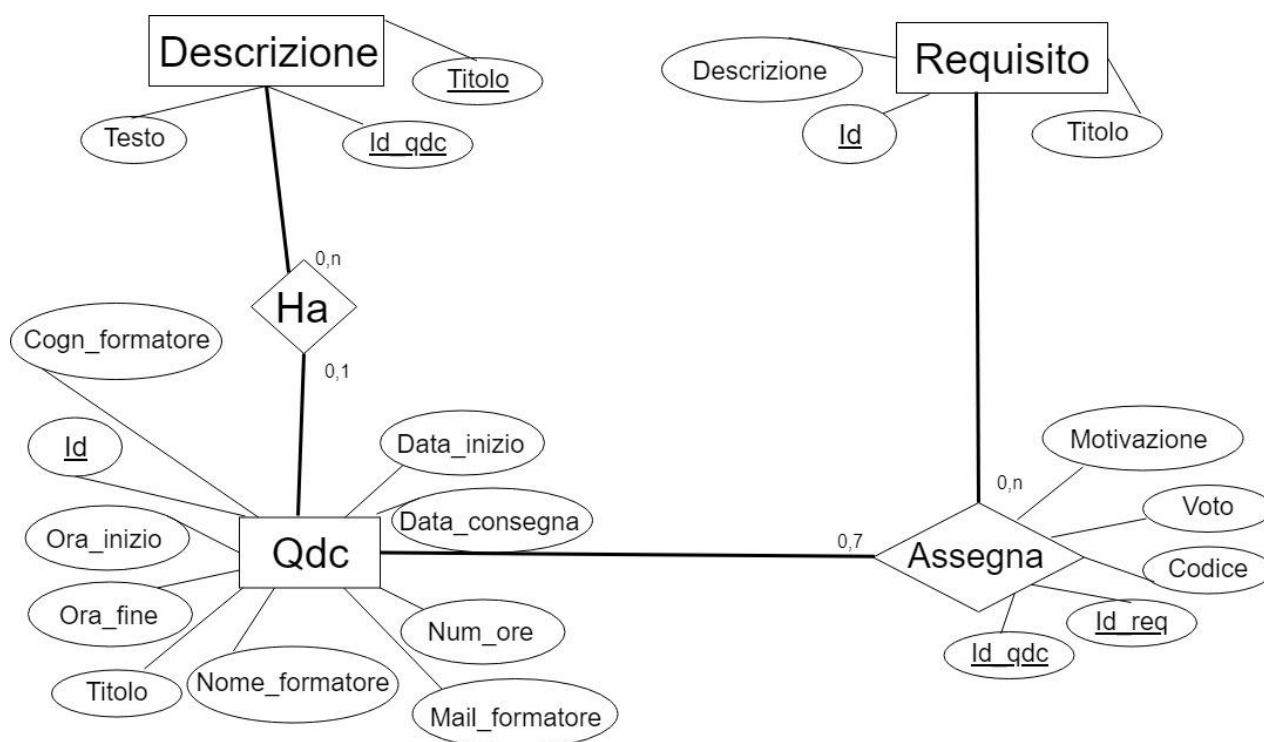 Descrizione
Titolo
Testo
Id_qdc
Requisito
Descrizione
Id
Titolo
0,n
Ha
0,1
Cogn_formatore
Id
Ora_inizio
Ora_fine
Titolo
Nome_formatore
Data_inizio
Data_consegna
Qdc
Num_ore
Mail_formatore
0,7
0,n
Assegna
Motivazione
Voto
Codice
Id_req
Id_qdc